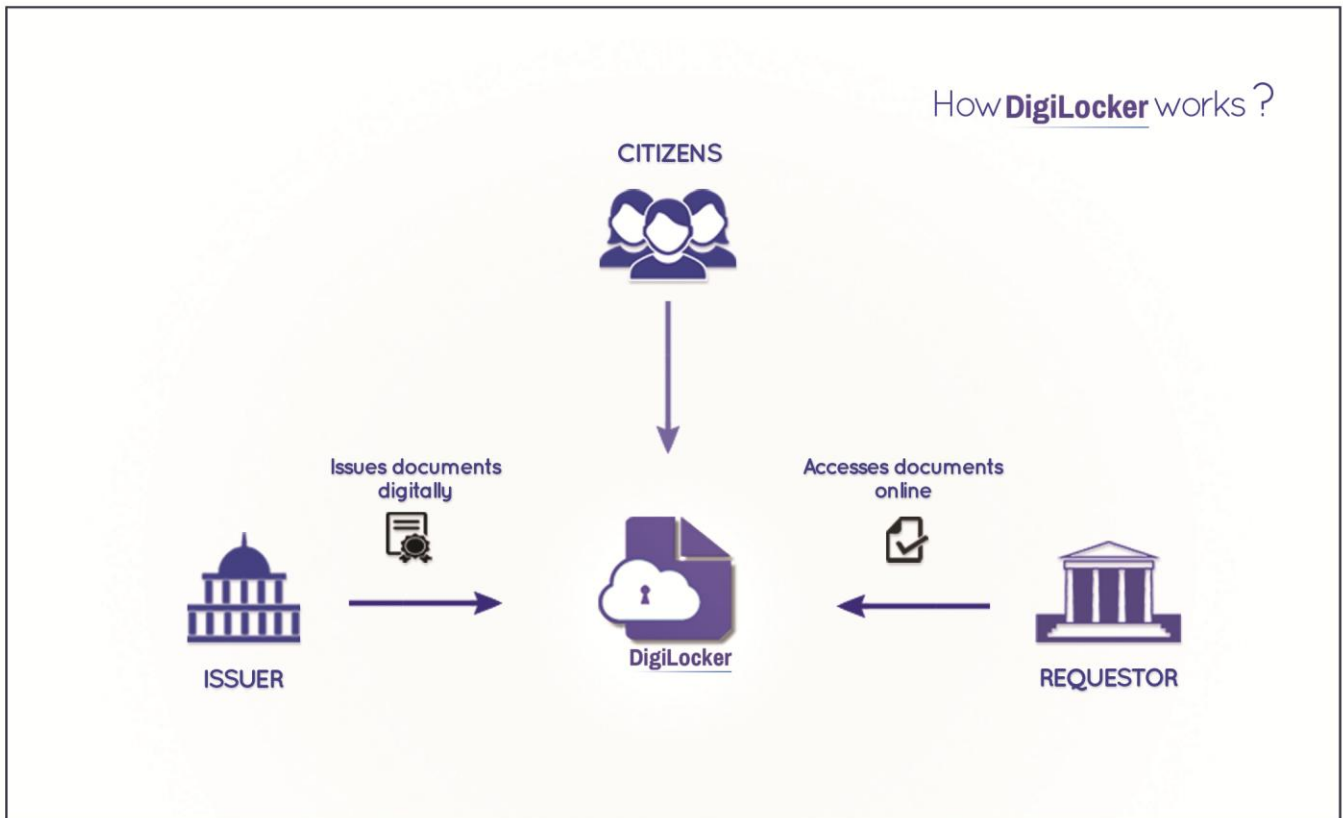 How DigiLocker works ?
CITIZENS
Issues documents
digitally
Accesses documents
online
DigiLocker
ISSUER
REQUESTOR